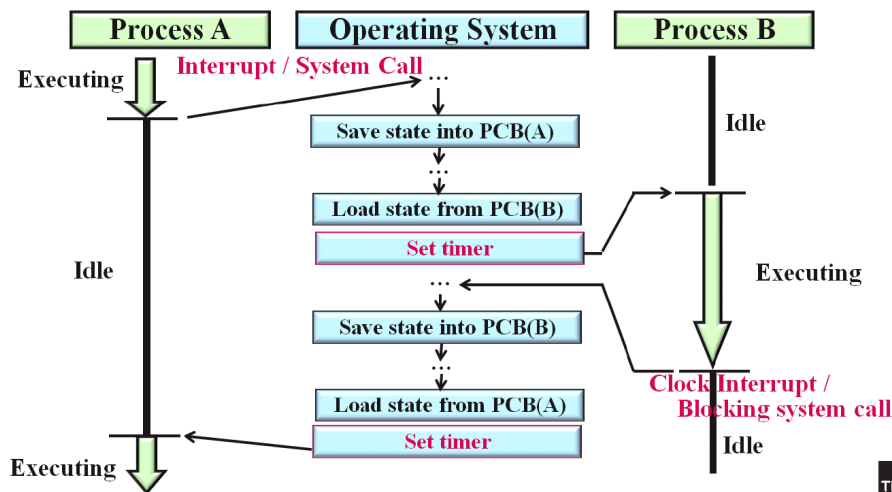 Process A
Operating System
Process B
Executing
Interrupt / System Call
...
Idle
Save state into PCB(A)
...
Load state from PCB(B)
Set timer
Idle
Executing
...
Save state into PCB(B)
...
Clock Interrupt /
Blocking system call
Load state from PCB(A)
Set timer
Idle
Executing
T